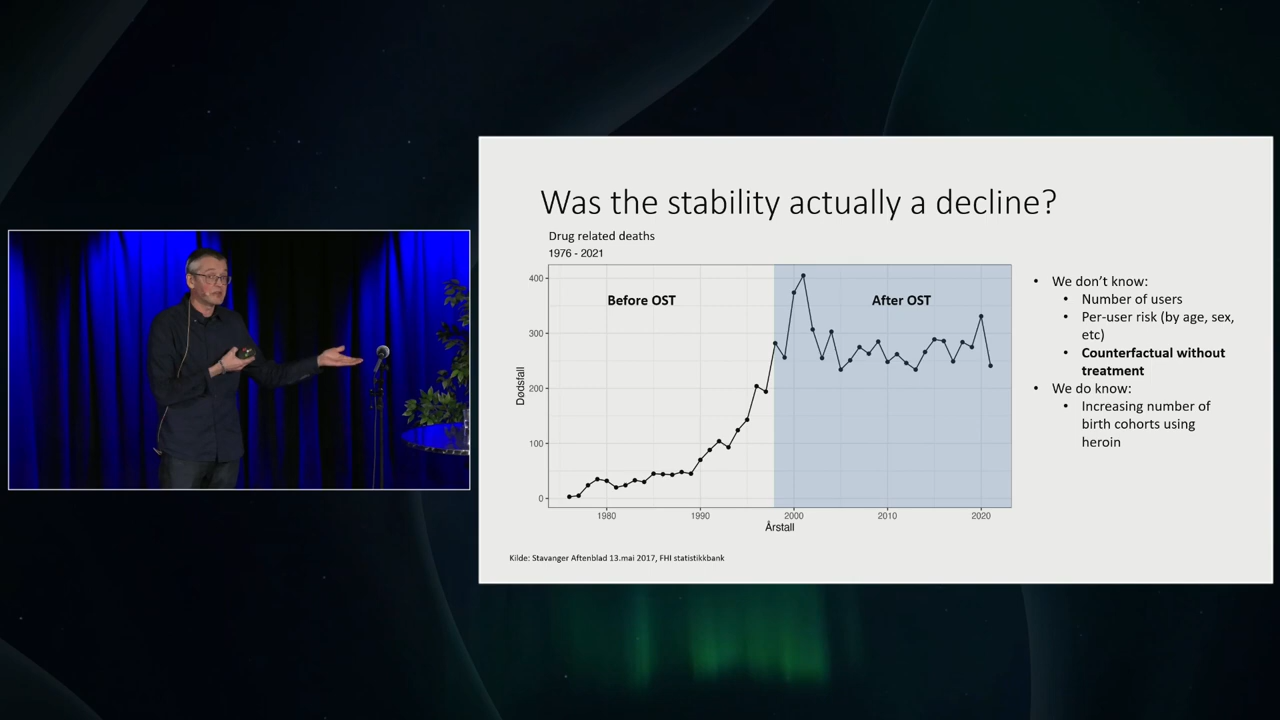 Was the stability actually a decline?
Drug related deaths
1976 - 2021
Before OST
After OST
400
300
200
100
0
Dødsfall
1980
1990
2000
2010
2020
Årstall
• We don't know:
• Number of users
• Per-user risk (by age, sex,
etc)
• Counterfactual without
treatment
• We do know:
• Increasing number of
birth cohorts using
heroin
Kilde: Stavanger Aftenblad 13.mai 2017, FHI statistikkbank